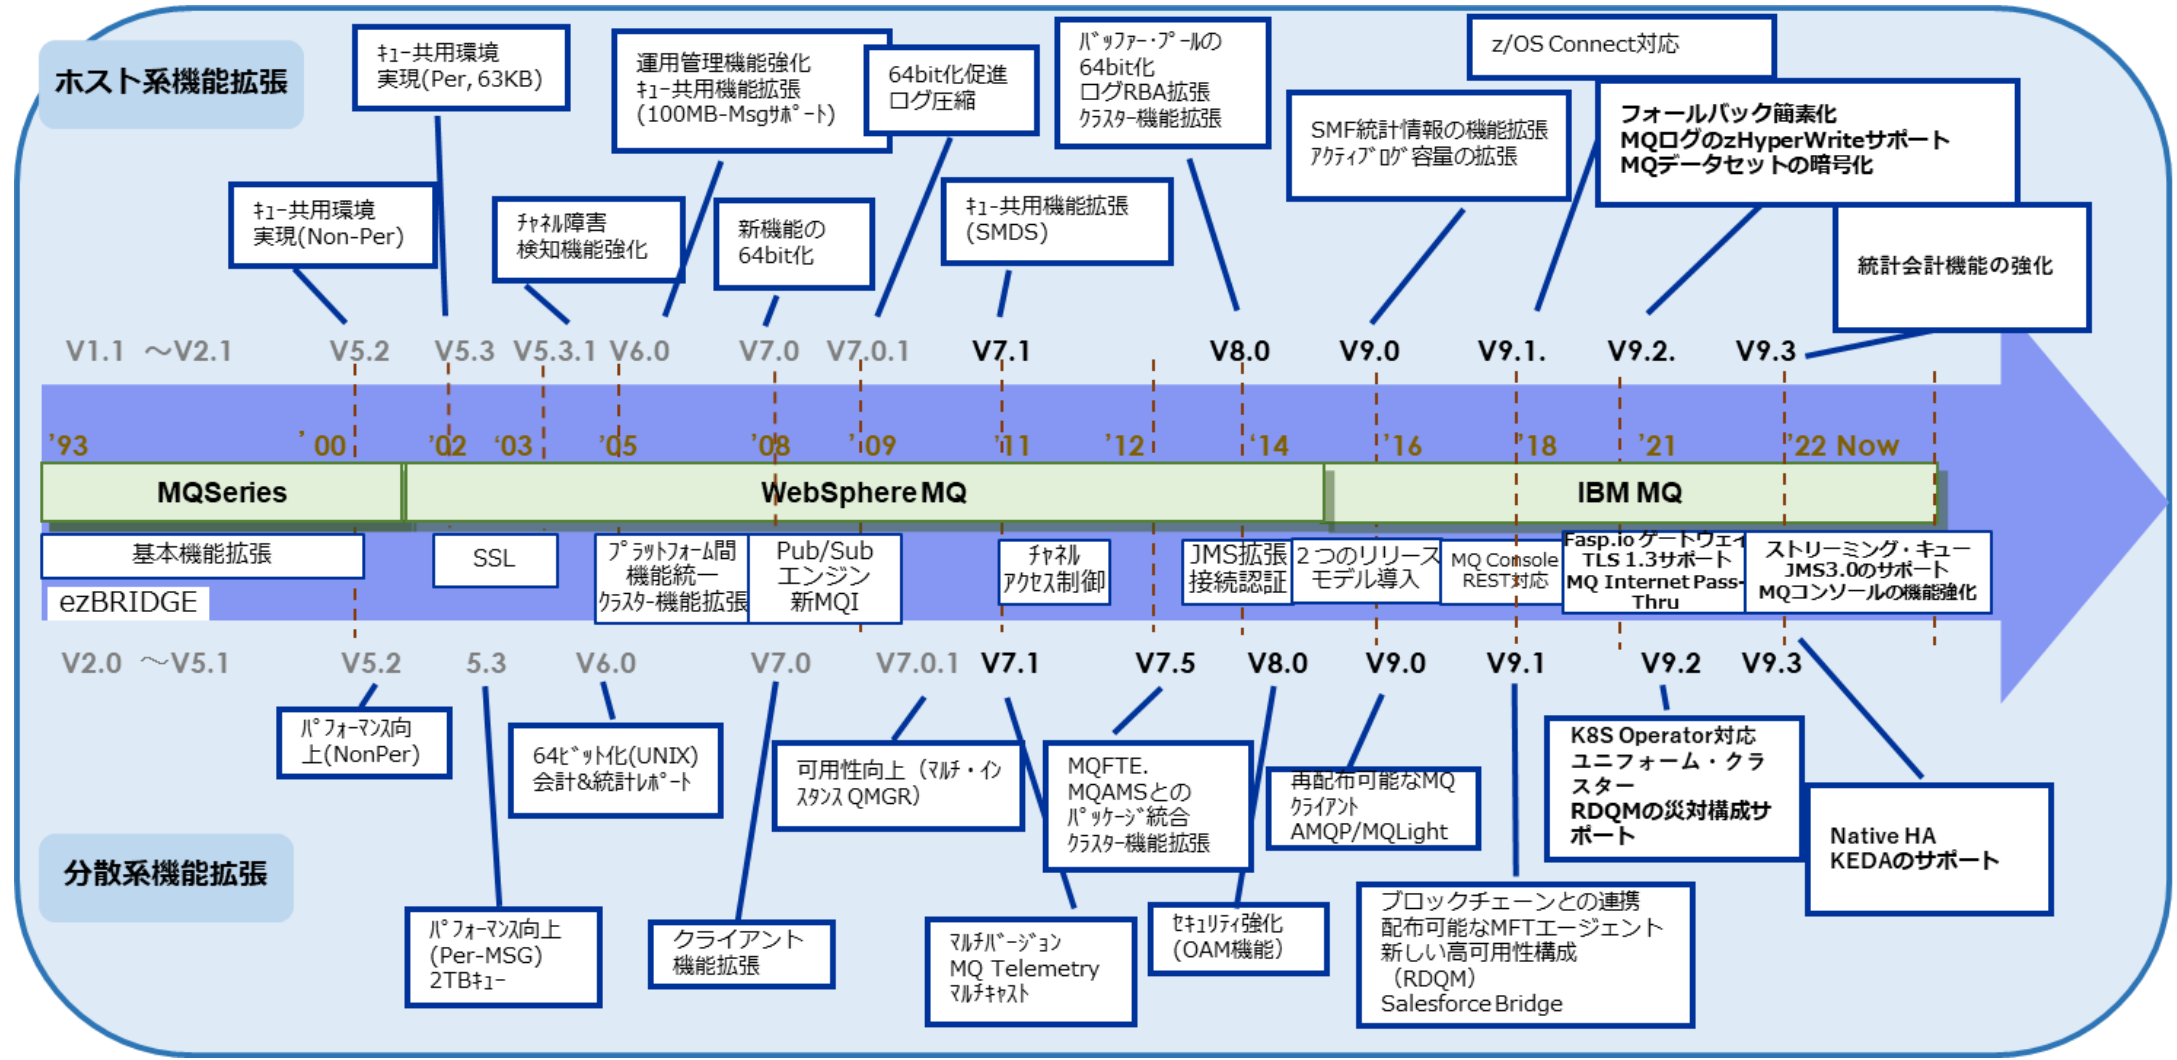 ホスト系機能拡張
ｷｭｰ共用環境
実現(Per, 63KB)
運用管理機能強化
ｷｭｰ共用機能拡張
(100MB-Msgｻﾎﾟｰﾄ)
64bit化促進
ログ圧縮
ﾊﾞｯﾌｧｰ･ﾌﾟｰﾙの
64bit化
ログRBA拡張
ｸﾗｽﾀｰ機能拡張
SMF統計情報の機能拡張
ｱｸﾃｨﾌﾞﾛｸﾞ容量の拡張
z/OS Connect対応
フォールバック簡素化
MQログのzHyperWriteサポート
MQデータセットの暗号化
統計会計機能の強化
ｷｭｰ共用環境
実現(Non-Per)
ﾁｬﾈﾙ障害
検知機能強化
新機能の
64bit化
ｷｭｰ共用機能拡張
(SMDS)
V1.1 ～V2.1
V5.2
V5.3
V5.3.1
V6.0
V7.0
V7.0.1
V7.1
V8.0
V9.0
V9.1.
V9.2.
V9.3
’93
’00
’02
‘03
’05
’08
’09
’11
’12
‘14
’16
’18
’21
’22 Now
MQSeries
WebSphere MQ
IBM MQ
基本機能拡張
ezBRIDGE
SSL
ﾌﾟﾗｯﾄﾌｫｰﾑ間
機能統一
ｸﾗｽﾀｰ機能拡張
Pub/Sub
エンジン
新MQI
ﾁｬﾈﾙ
ｱｸｾｽ制御
JMS拡張
接続認証
２つのリリース
モデル導入
MQ Console
REST対応
Fasp.io ゲートウェイ
TLS 1.3サポート
MQ Internet Pass-
Thru
ストリーミング・キュー
JMS3.0のサポート
MQコンソールの機能強化
V2.0 ～V5.1
V5.2
5.3
V6.0
V7.0
V7.0.1
V7.1
V7.5
V8.0
V9.0
V9.1
V9.2
V9.3
ﾊﾟﾌｫｰﾏﾝｽ向
上(NonPer)
64ﾋﾞｯﾄ化(UNIX)
会計&統計ﾚﾎﾟｰﾄ
可用性向上（ﾏﾙﾁ・ｲﾝ
ｽﾀﾝｽ QMGR）
MQFTE.
MQAMSとの
ﾊﾟｯｹｰｼﾞ統合
ｸﾗｽﾀｰ機能拡張
再配布可能なMQ
ｸﾗｲｱﾝﾄ
AMQP/MQLight
K8S Operator対応
ユニフォーム・クラ
スター
RDQMの災対構成サ
ポート
Native HA
KEDAのサポート
分散系機能拡張
ﾊﾟﾌｫｰﾏﾝｽ向上
(Per-MSG)
2TBｷｭｰ
クライアント
機能拡張
ﾏﾙﾁﾊﾞｰｼﾞｮﾝ
MQ Telemetry
ﾏﾙﾁｷｬｽﾄ
ｾｷｭﾘﾃｨ強化
(OAM機能）
ブロックチェーンとの連携
配布可能なMFTエージェント
新しい高可用性構成
（RDQM）
Salesforce Bridge